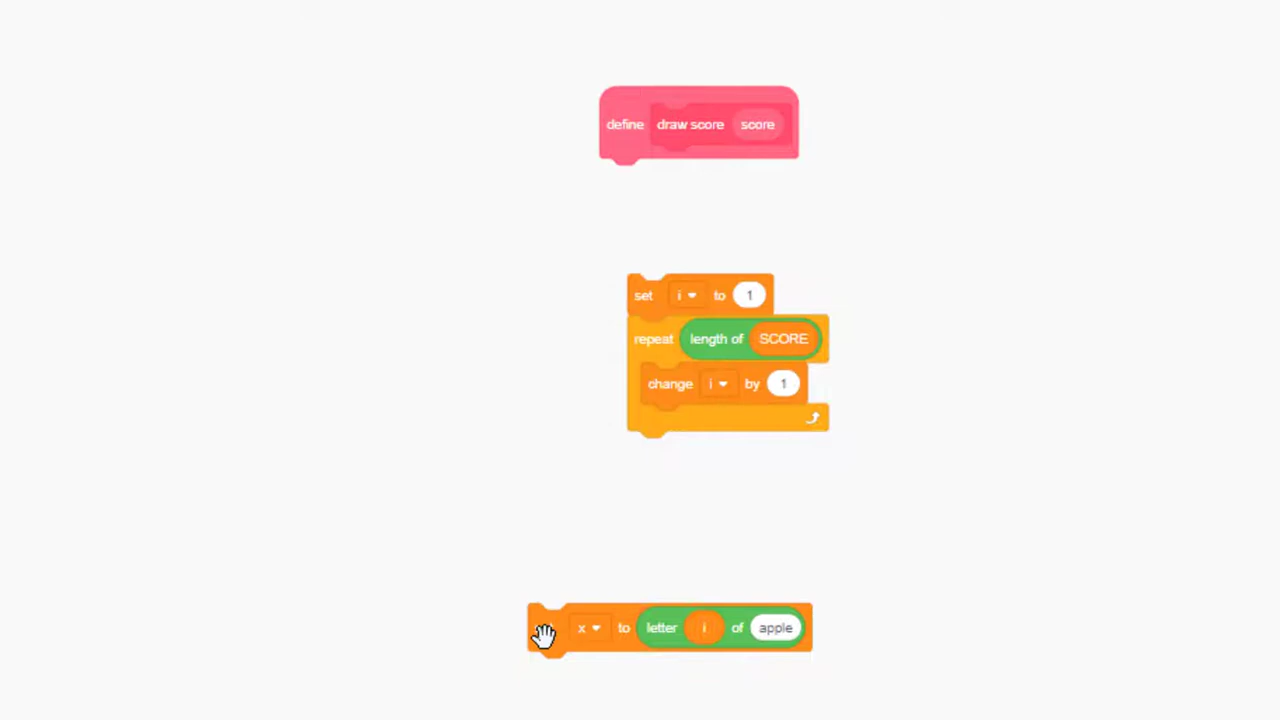 define draw score score
set i to 1
repeat length of SCORE
change i by 1
x to letter i of apple